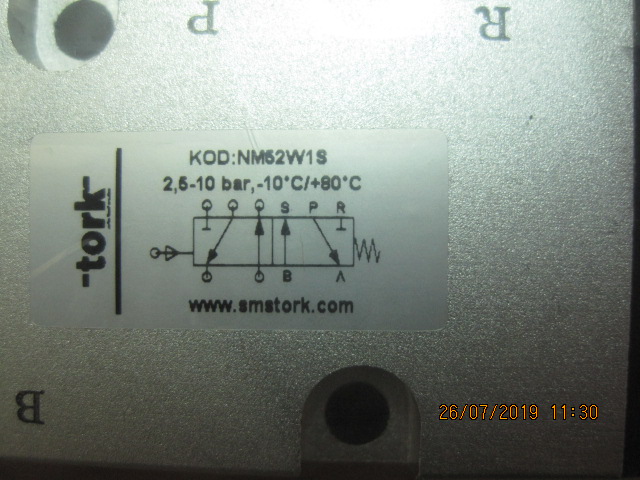 P R
KOD:NM52W1S
2,5-10 bar,-10°C/+80°C
tork
S P R
B A
www.smstork.com
B
26/07/2019 11:30